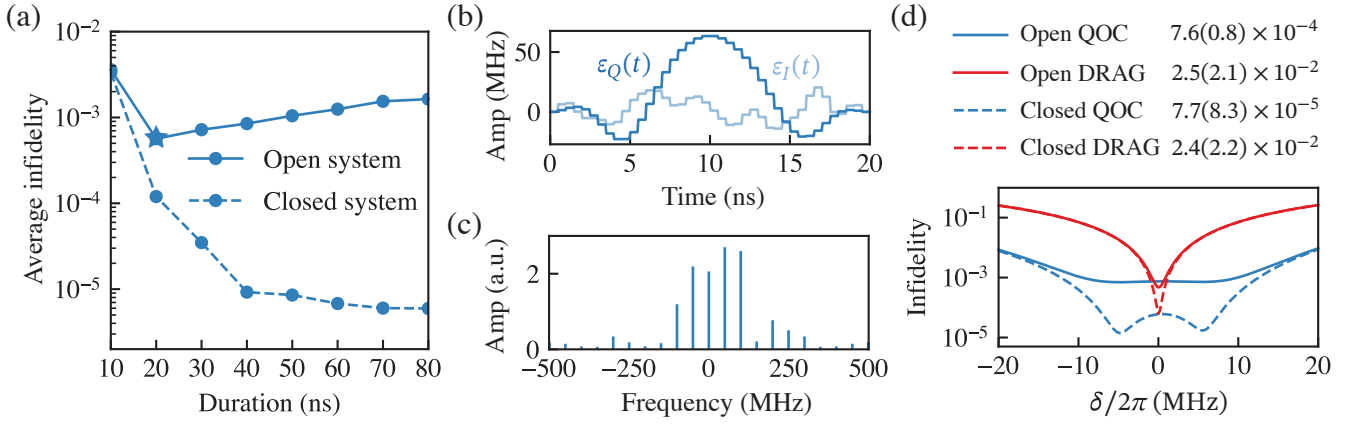 (a)
10⁻²
10⁻³
10⁻⁴
10⁻⁵
Average infidelity
Open system
Closed system
10 20 30 40 50 60 70 80
Duration (ns)
(b)
50
0
Amp (MHz)
ε_Q(t)
ε_I(t)
0 5 10 15 20
Time (ns)
(c)
2
0
Amp (a.u.)
−500 −250 0 250 500
Frequency (MHz)
(d)
Open QOC 7.6(0.8) × 10⁻⁴
Open DRAG 2.5(2.1) × 10⁻²
Closed QOC 7.7(8.3) × 10⁻⁵
Closed DRAG 2.4(2.2) × 10⁻²
10⁻¹
10⁻³
10⁻⁵
Infidelity
−20 −10 0 10 20
δ/2π (MHz)